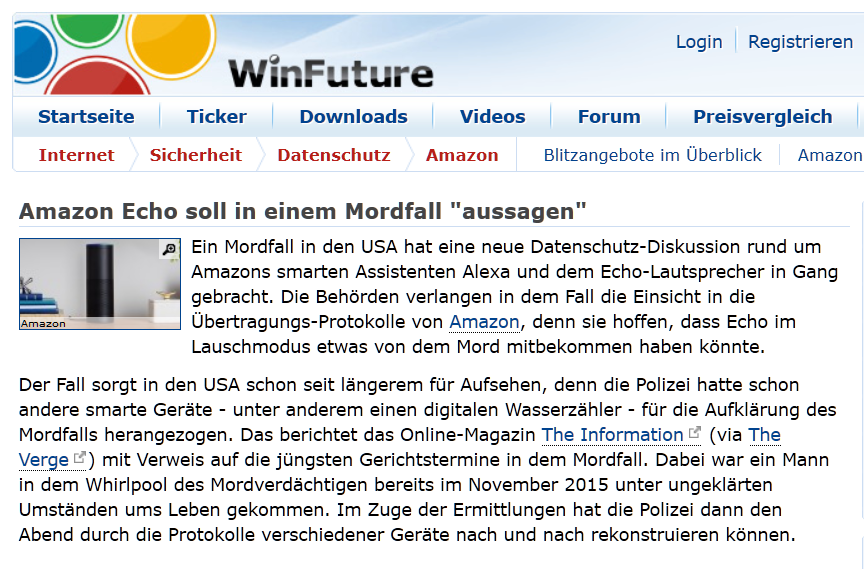 Login Registrieren
WinFuture
Startseite Ticker Downloads Videos Forum Preisvergleich
Internet Sicherheit Datenschutz Amazon Blitzangebote im Überblick Amazon
Amazon Echo soll in einem Mordfall "aussagen"
Ein Mordfall in den USA hat eine neue Datenschutz-Diskussion rund um
Amazons smarten Assistenten Alexa und dem Echo-Lautsprecher in Gang
gebracht. Die Behörden verlangen in dem Fall die Einsicht in die
Übertragungs-Protokolle von Amazon, denn sie hoffen, dass Echo im
Lauschmodus etwas von dem Mord mitbekommen haben könnte.
Amazon
Der Fall sorgt in den USA schon seit längerem für Aufsehen, denn die Polizei hatte schon
andere smarte Geräte - unter anderem einen digitalen Wasserzähler - für die Aufklärung des
Mordfalls herangezogen. Das berichtet das Online-Magazin The Information (via The
Verge) mit Verweis auf die jüngsten Gerichtstermine in dem Mordfall. Dabei war ein Mann
in dem Whirlpool des Mordverdächtigen bereits im November 2015 unter ungeklärten
Umständen ums Leben gekommen. Im Zuge der Ermittlungen hat die Polizei dann den
Abend durch die Protokolle verschiedener Geräte nach und nach rekonstruieren können.